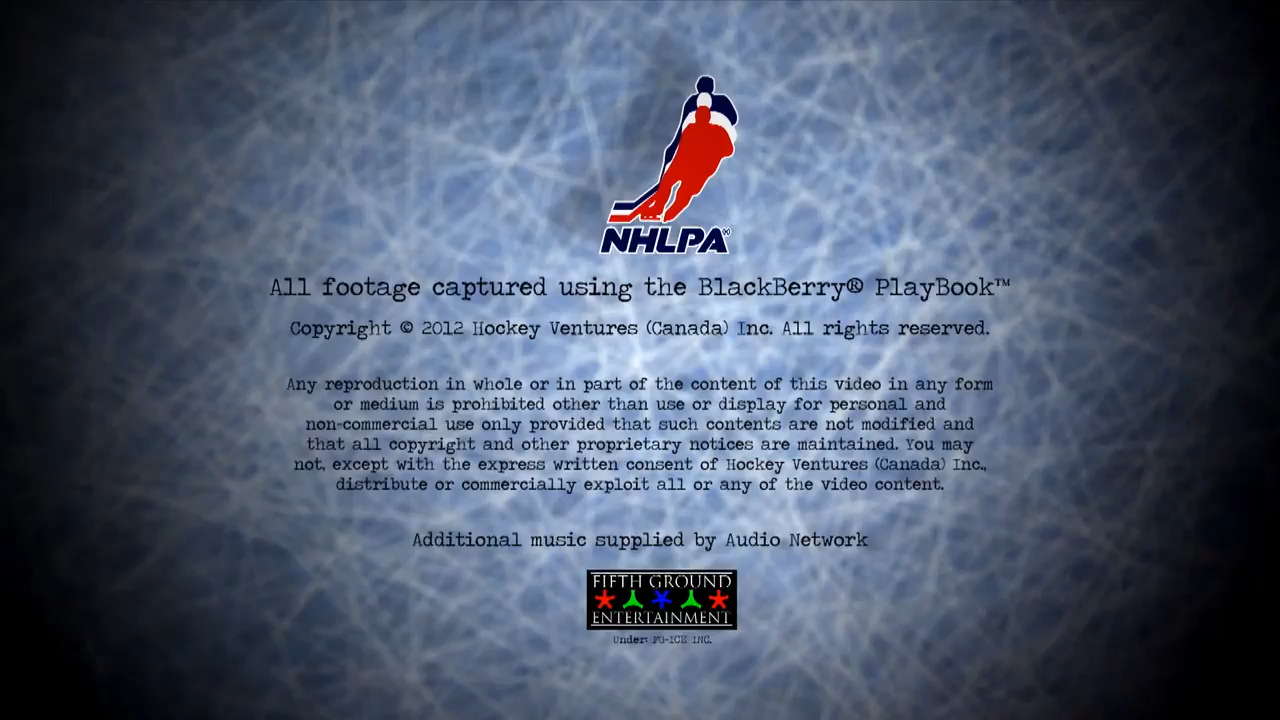 NHLPA®
All footage captured using the BlackBerry® PlayBook™
Copyright © 2012 Hockey Ventures (Canada) Inc. All rights reserved.
Any reproduction in whole or in part of the content of this video in any form
or medium is prohibited other than use or display for personal and
non-commercial use only provided that such contents are not modified and
that all copyright and other proprietary notices are maintained. You may
not, except with the express written consent of Hockey Ventures (Canada) Inc.,
distribute or commercially exploit all or any of the video content.
Additional music supplied by Audio Network
FIFTH GROUND
ENTERTAINMENT
Under: FG-ICE INC.